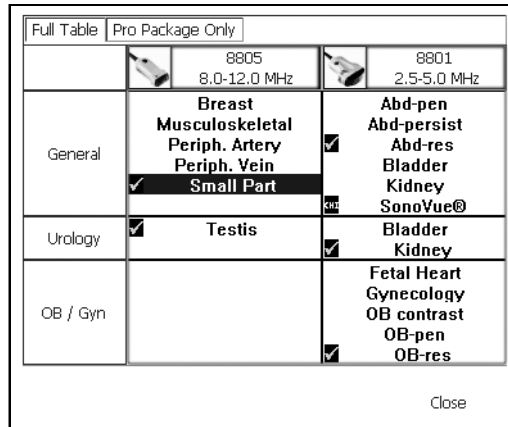 Full Table Pro Package Only
8805 8801
8.0-12.0 MHz 2.5-5.0 MHz
General
Breast
Musculoskeletal
Periph. Artery
Periph. Vein
Small Part
Abd-pen
Abd-persist
Abd-res
Bladder
Kidney
CHI SonoVue®
Urology
Testis
Bladder
Kidney
OB / Gyn
Fetal Heart
Gynecology
OB contrast
OB-pen
OB-res
Close